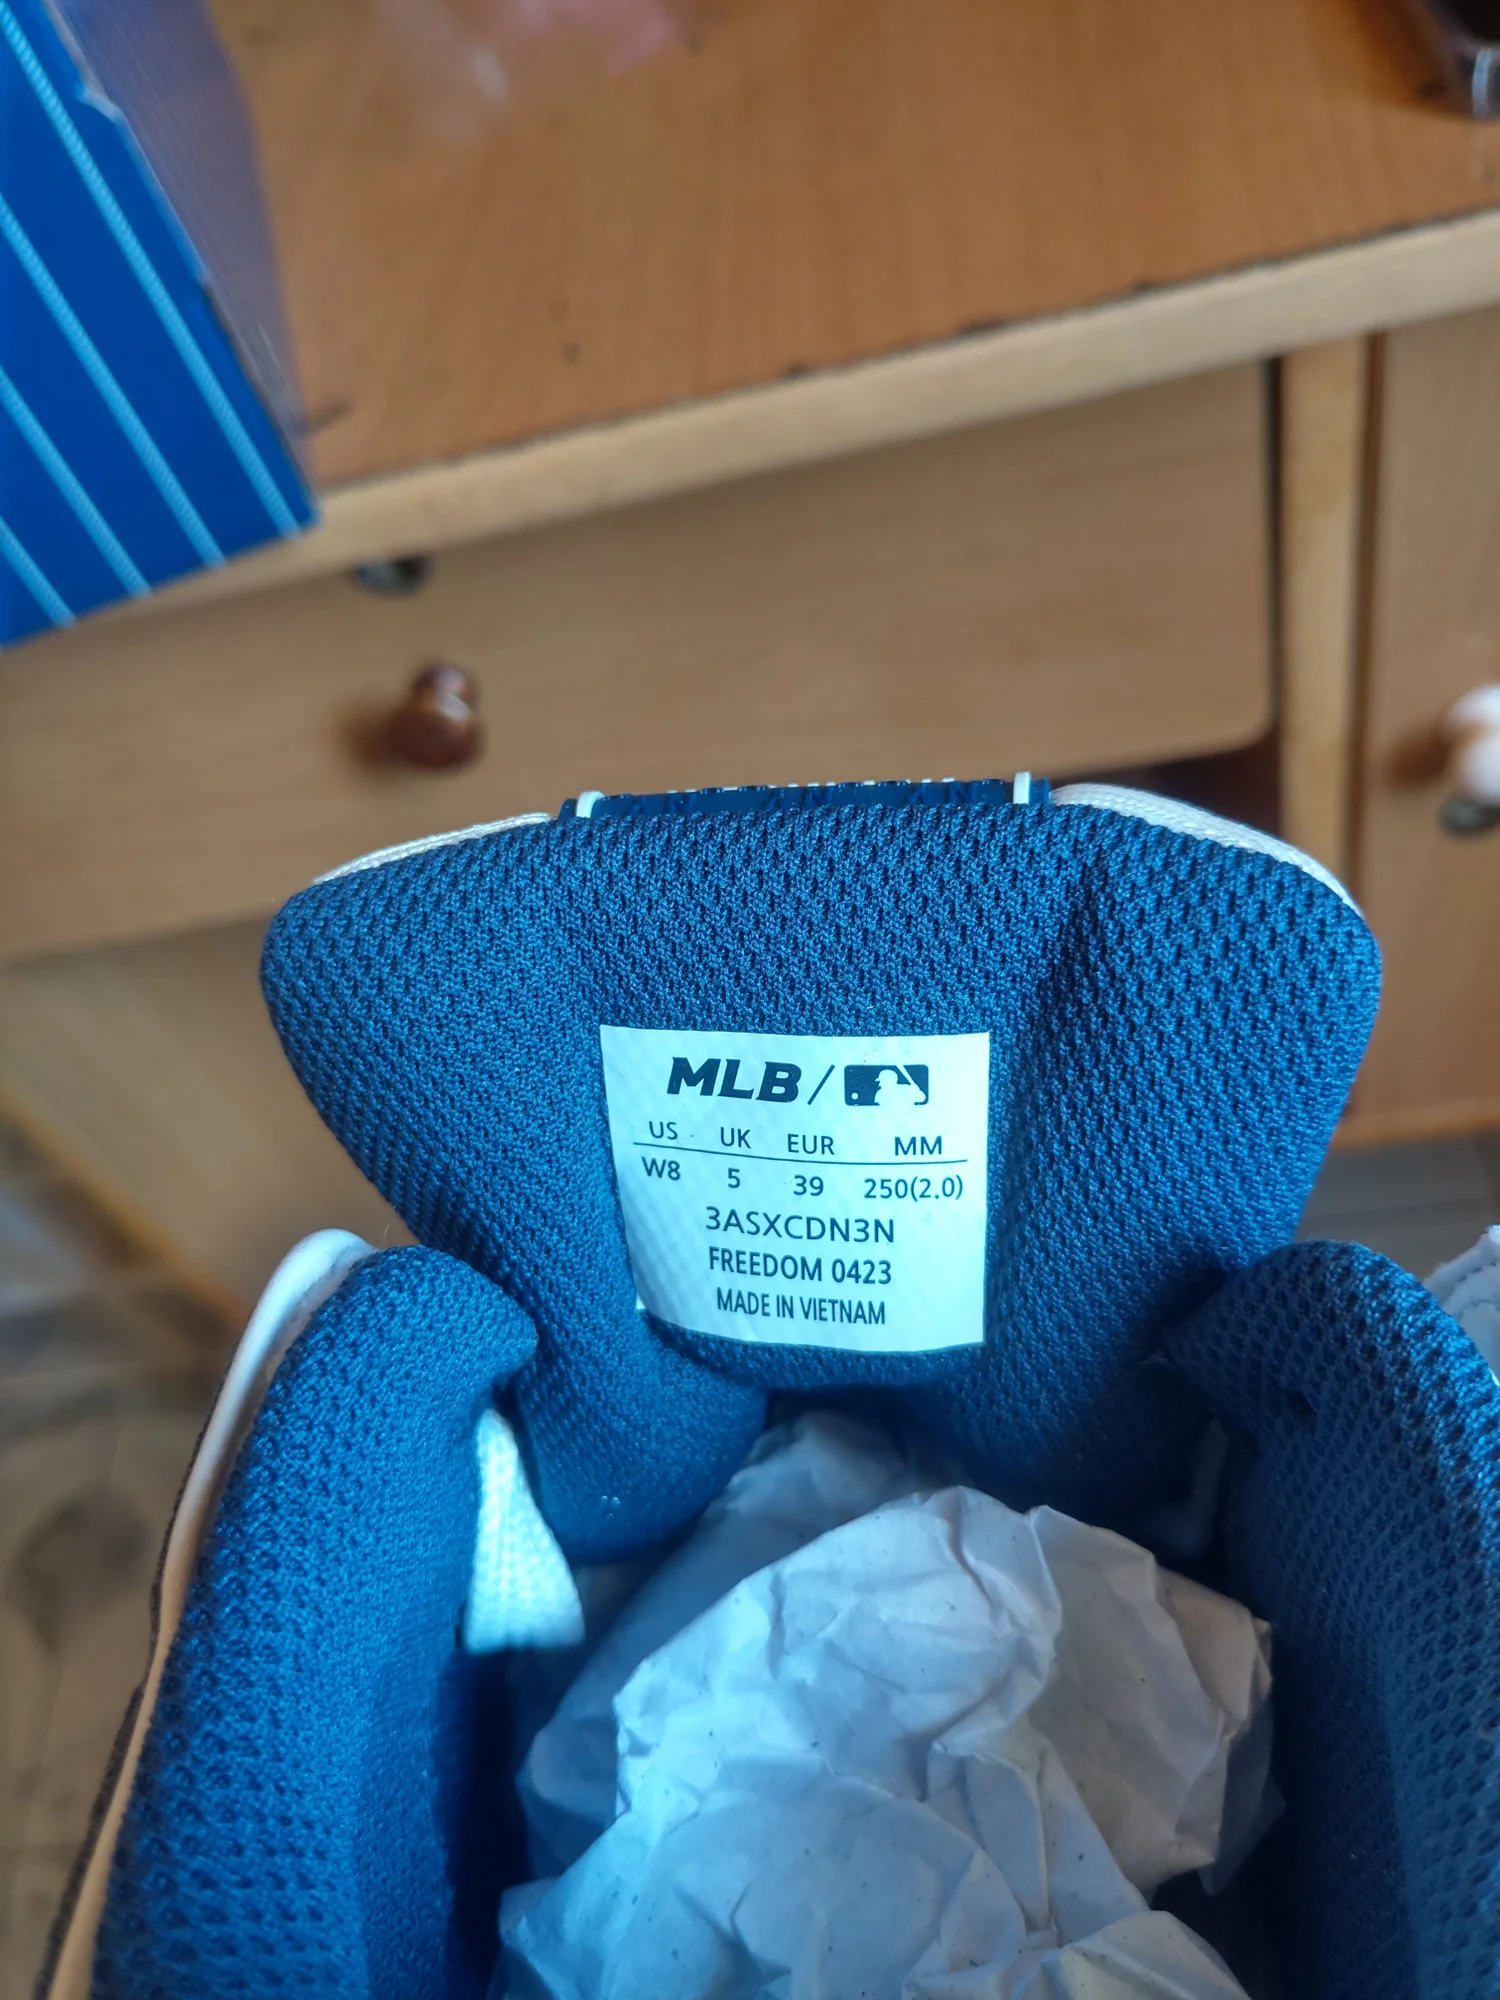 MLB /
US UK EUR MM
W8 5 39 250(2.0)
3ASXCDN3N
FREEDOM 0423
MADE IN VIETNAM